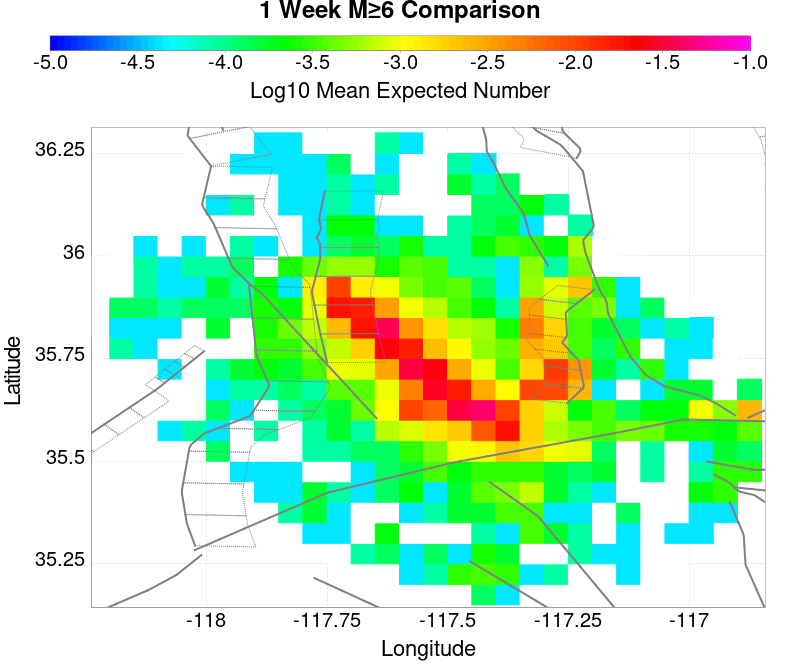 1 Week M≥6 Comparison
-5.0 -4.5 -4.0 -3.5 -3.0 -2.5 -2.0 -1.5 -1.0
Log10 Mean Expected Number
36.25
36
35.75
35.5
35.25
Latitude
-118 -117.75 -117.5 -117.25 -117
Longitude